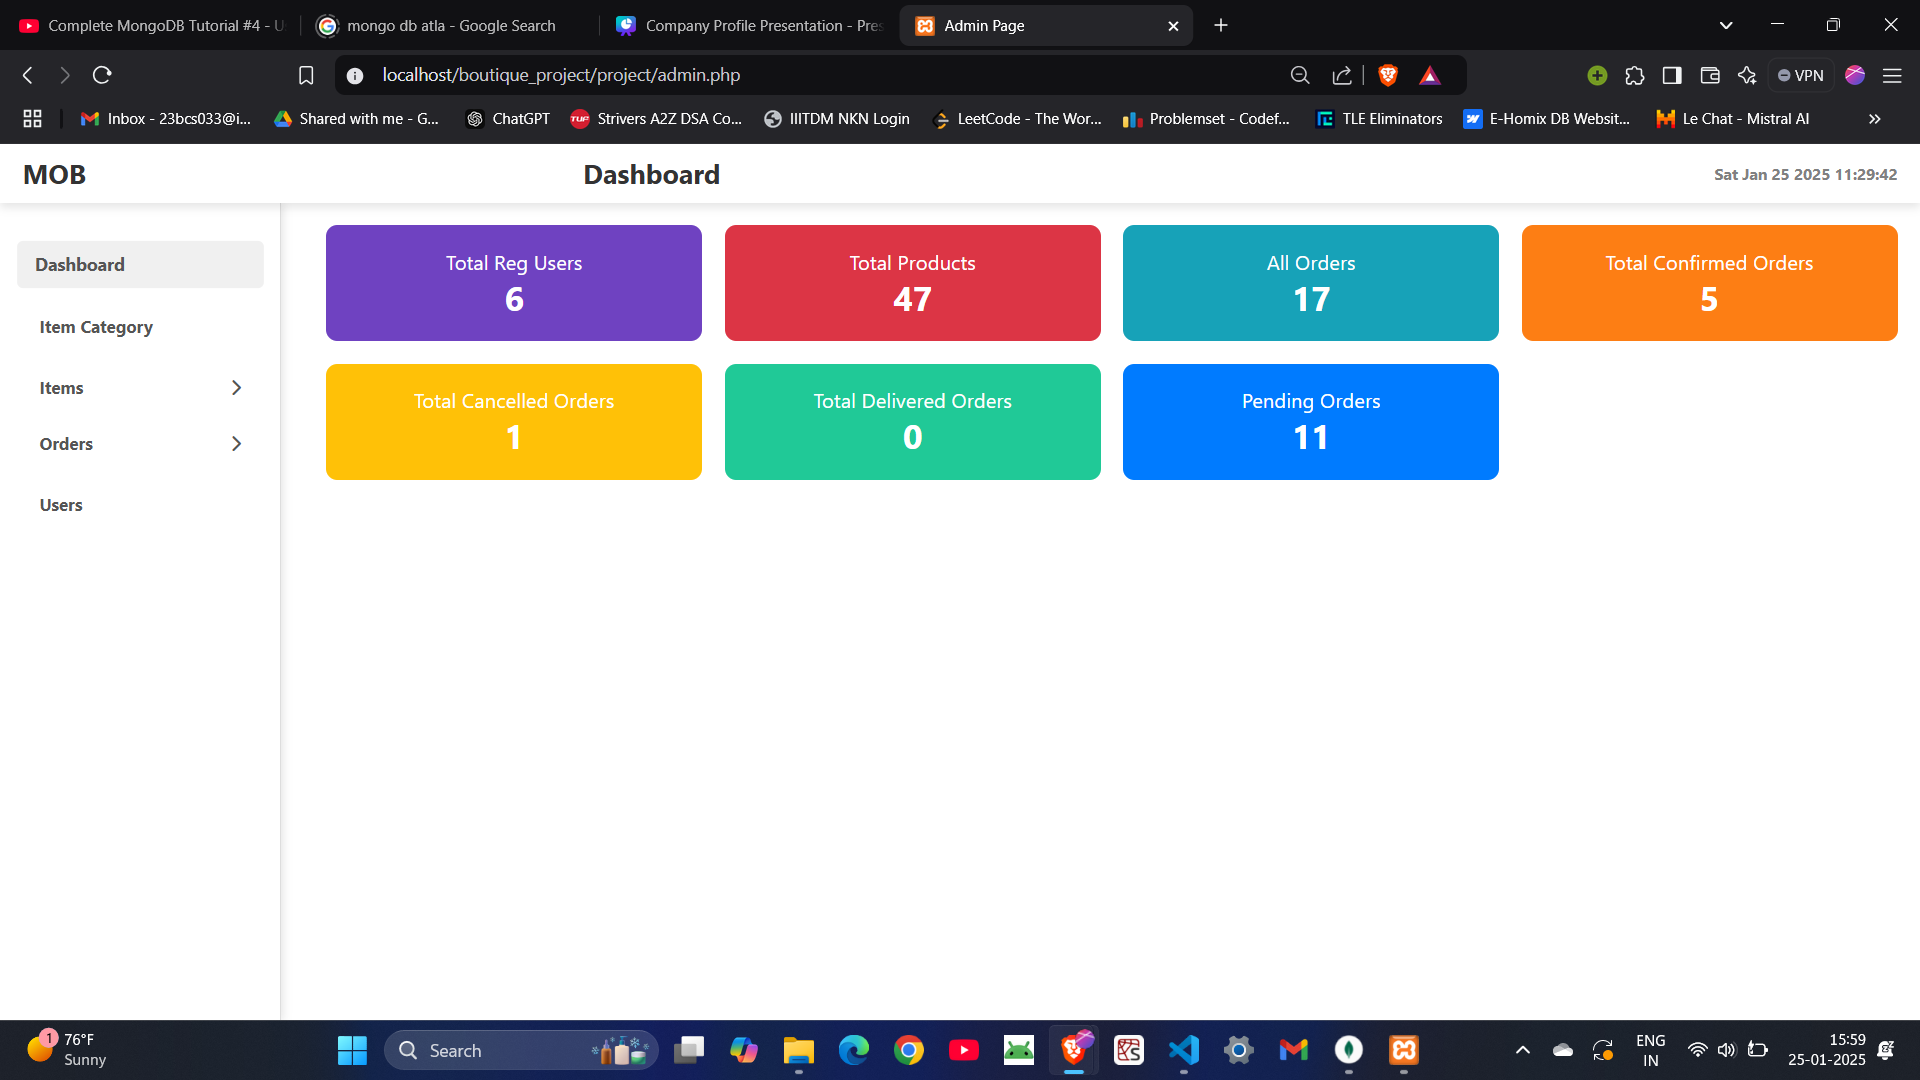 Complete MongoDB Tutorial #4 - U
mongo db atla - Google Search
Company Profile Presentation - Pres
Admin Page
localhost/boutique_project/project/admin.php
VPN
Inbox - 23bcs033@i...
Shared with me - G...
ChatGPT
TUF
Strivers A2Z DSA Co...
IIITDM NKN Login
LeetCode - The Wor...
Problemset - Codef...
TLE Eliminators
E-Homix DB Websit...
Le Chat - Mistral AI
MOB
Dashboard
Sat Jan 25 2025 11:29:42
Dashboard
Item Category
Items
Orders
Users
Total Reg Users
6
Total Products
47
All Orders
17
Total Confirmed Orders
5
Total Cancelled Orders
1
Total Delivered Orders
0
Pending Orders
11
1
76°F
Sunny
Search
ENG
IN
15:59
25-01-2025